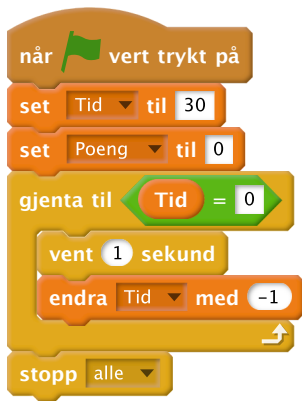 når vert trykt på
set Tid til 30
set Poeng til 0
gjenta til Tid = 0
vent 1 sekund
endra Tid med -1
stopp alle